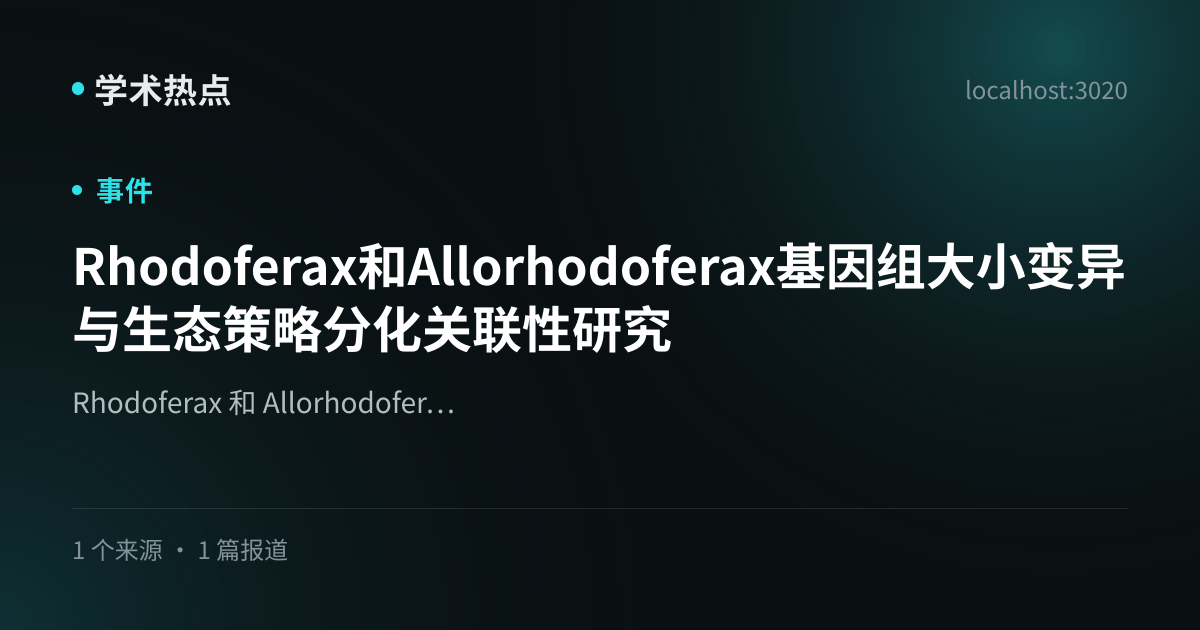 学术热点
localhost:3020
事件
Rhodoferax和Allorhodoferax基因组大小变异
与生态策略分化关联性研究
Rhodoferax 和 Allorhodofer…
1 个来源 · 1 篇报道